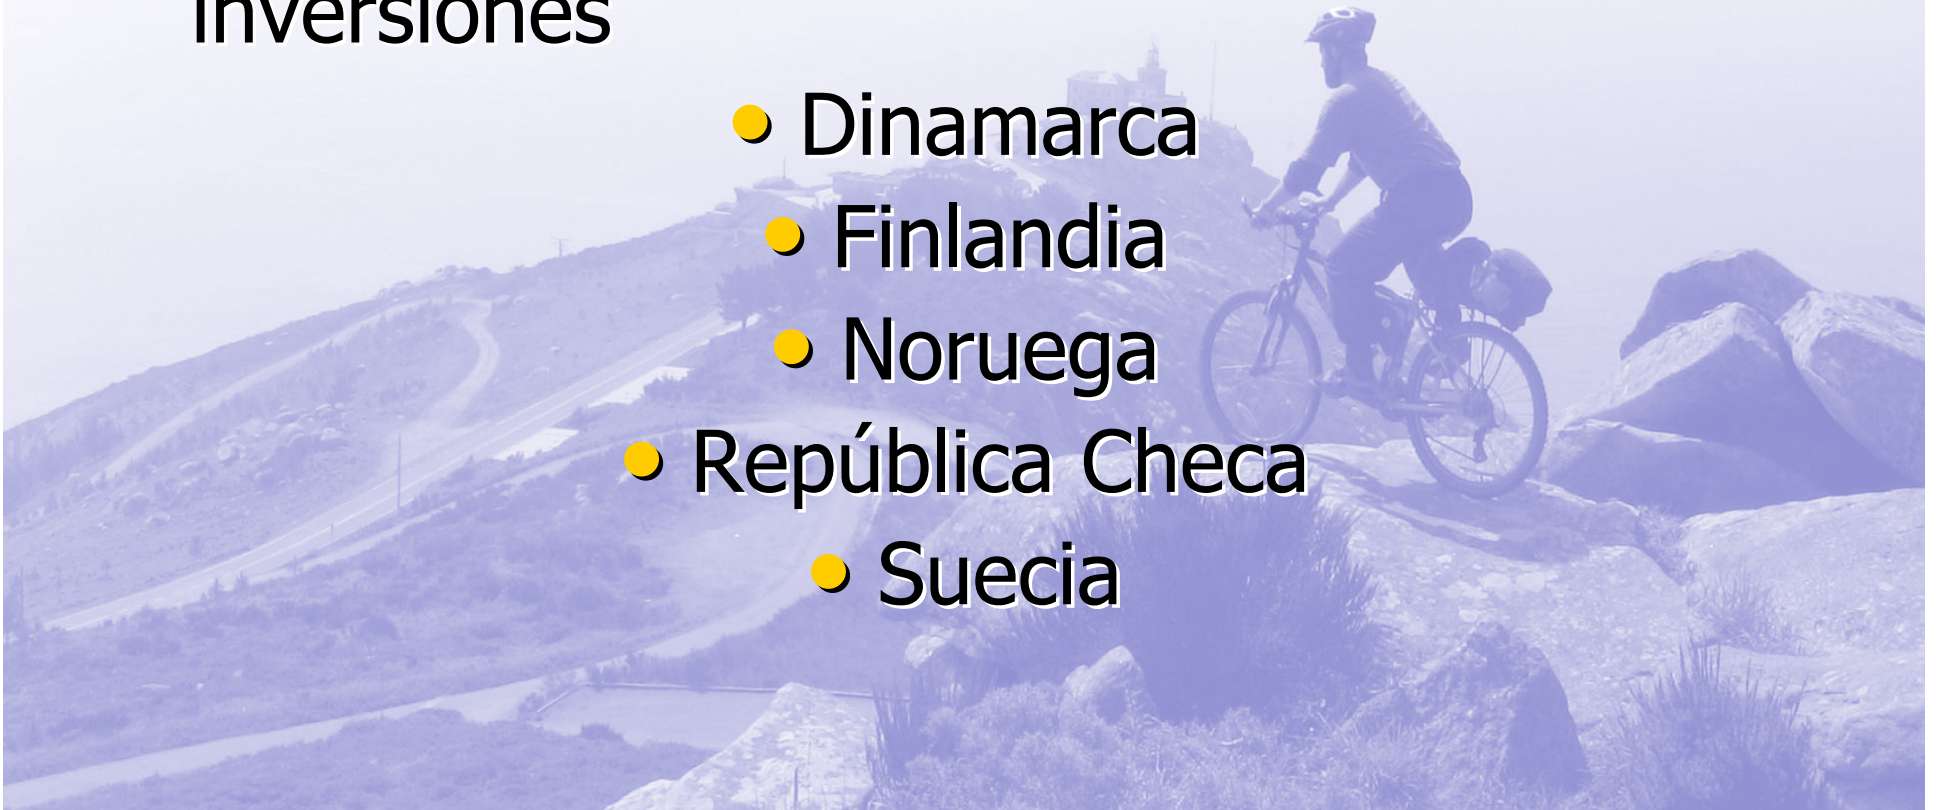 inversiones
• Dinamarca
• Finlandia
• Noruega
• República Checa
• Suecia